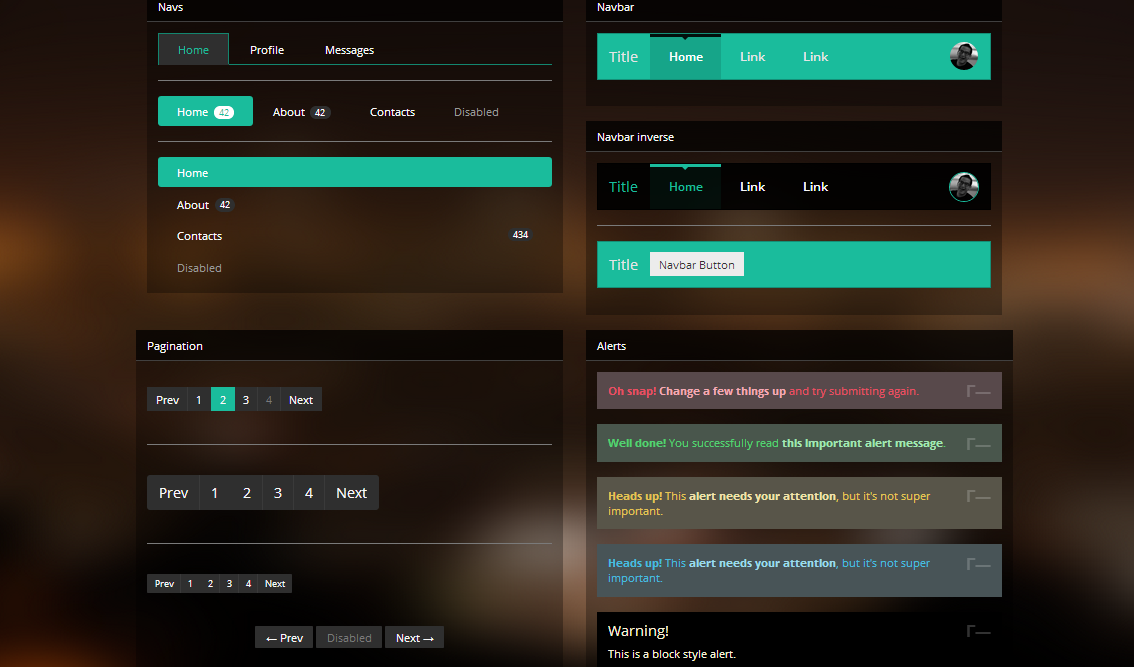 Navs
Home Profile Messages
Home 42 About 42 Contacts Disabled
Home
About 42
Contacts 434
Disabled
Navbar
Title Home Link Link
Navbar inverse
Title Home Link Link
Title Navbar Button
Pagination
Prev 1 2 3 4 Next
Prev 1 2 3 4 Next
Prev 1 2 3 4 Next
← Prev Disabled Next →
Alerts
Oh snap! Change a few things up and try submitting again.
Well done! You successfully read this important alert message.
Heads up! This alert needs your attention, but it's not super
important.
Heads up! This alert needs your attention, but it's not super
important.
Warning!
This is a block style alert.